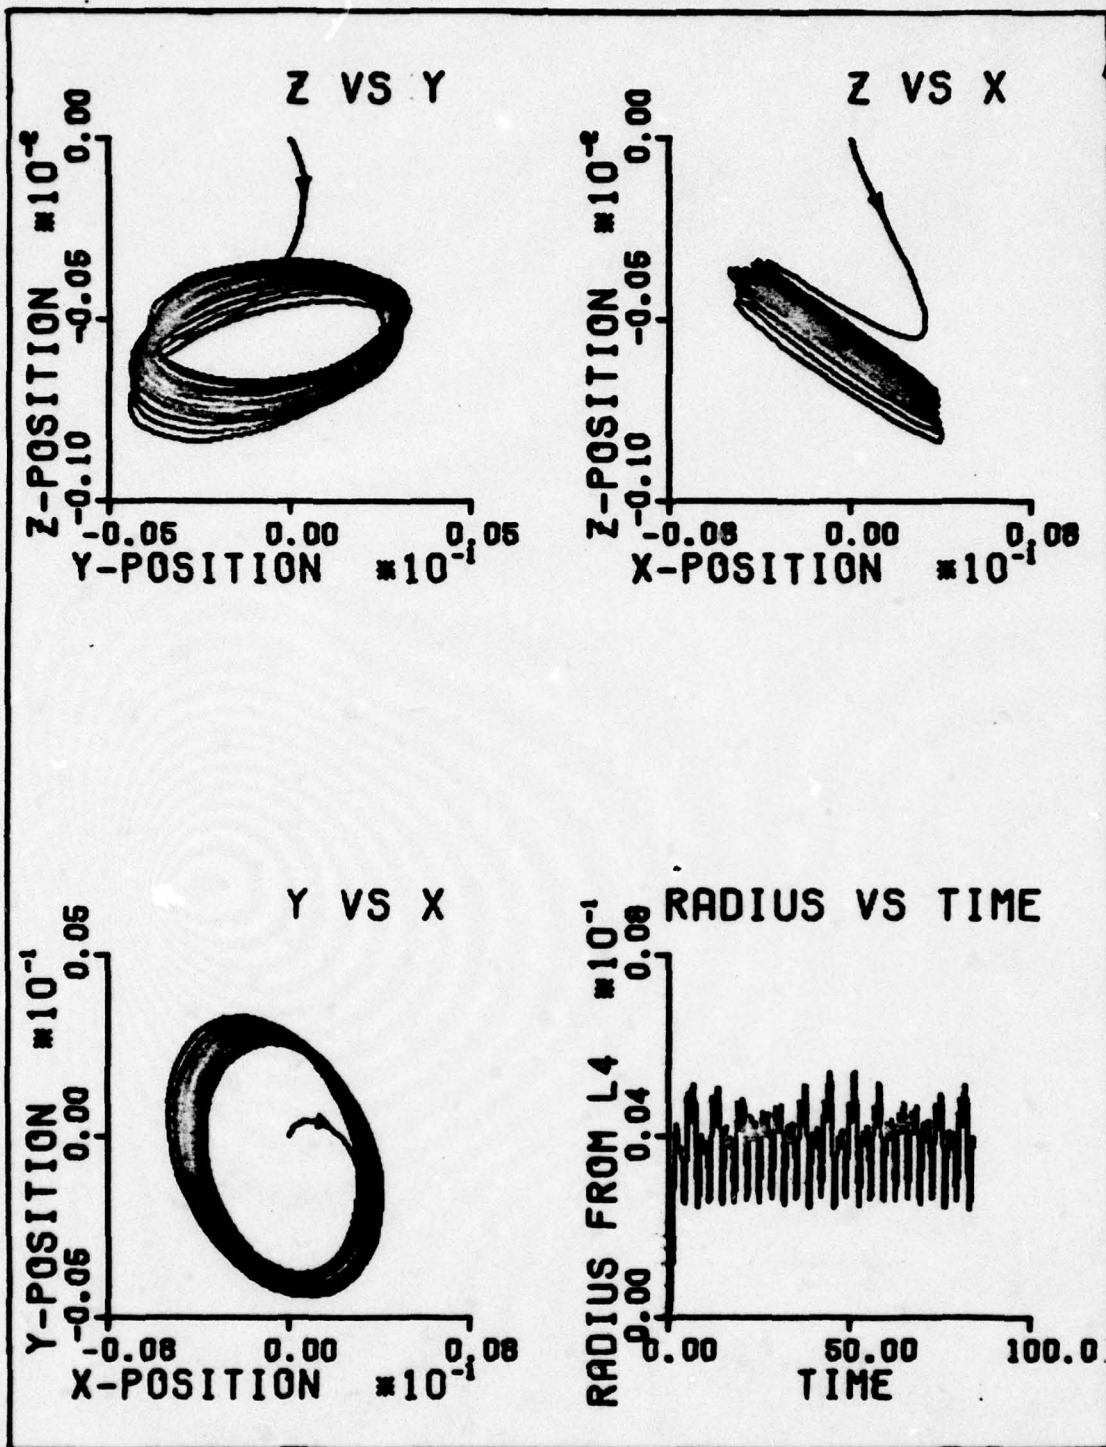 Z VS Y
Z-POSITION *10⁻²
0.00
-0.05
-0.10
-0.05 0.00 0.05
Y-POSITION *10⁻¹
Z VS X
Z-POSITION *10⁻²
0.00
-0.05
-0.10
-0.08 0.00 0.08
X-POSITION *10⁻¹
Y VS X
Y-POSITION *10⁻¹
0.05
0.00
-0.05
-0.08 0.00 0.08
X-POSITION *10⁻¹
RADIUS VS TIME
RADIUS FROM L4 *10⁻¹
0.08
0.04
0.00
0.00 50.00 100.0
TIME